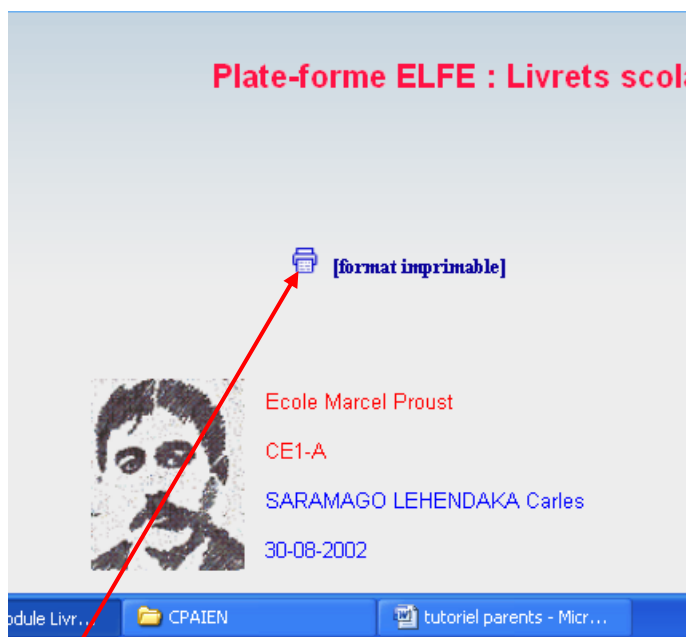 Plate-forme ELFE : Livrets scol
[format imprimable]
Ecole Marcel Proust
CE1-A
SARAMAGO LEHENDAKA Carles
30-08-2002
odule Livr...
CPAIEN
tutoriel parents - Micr...